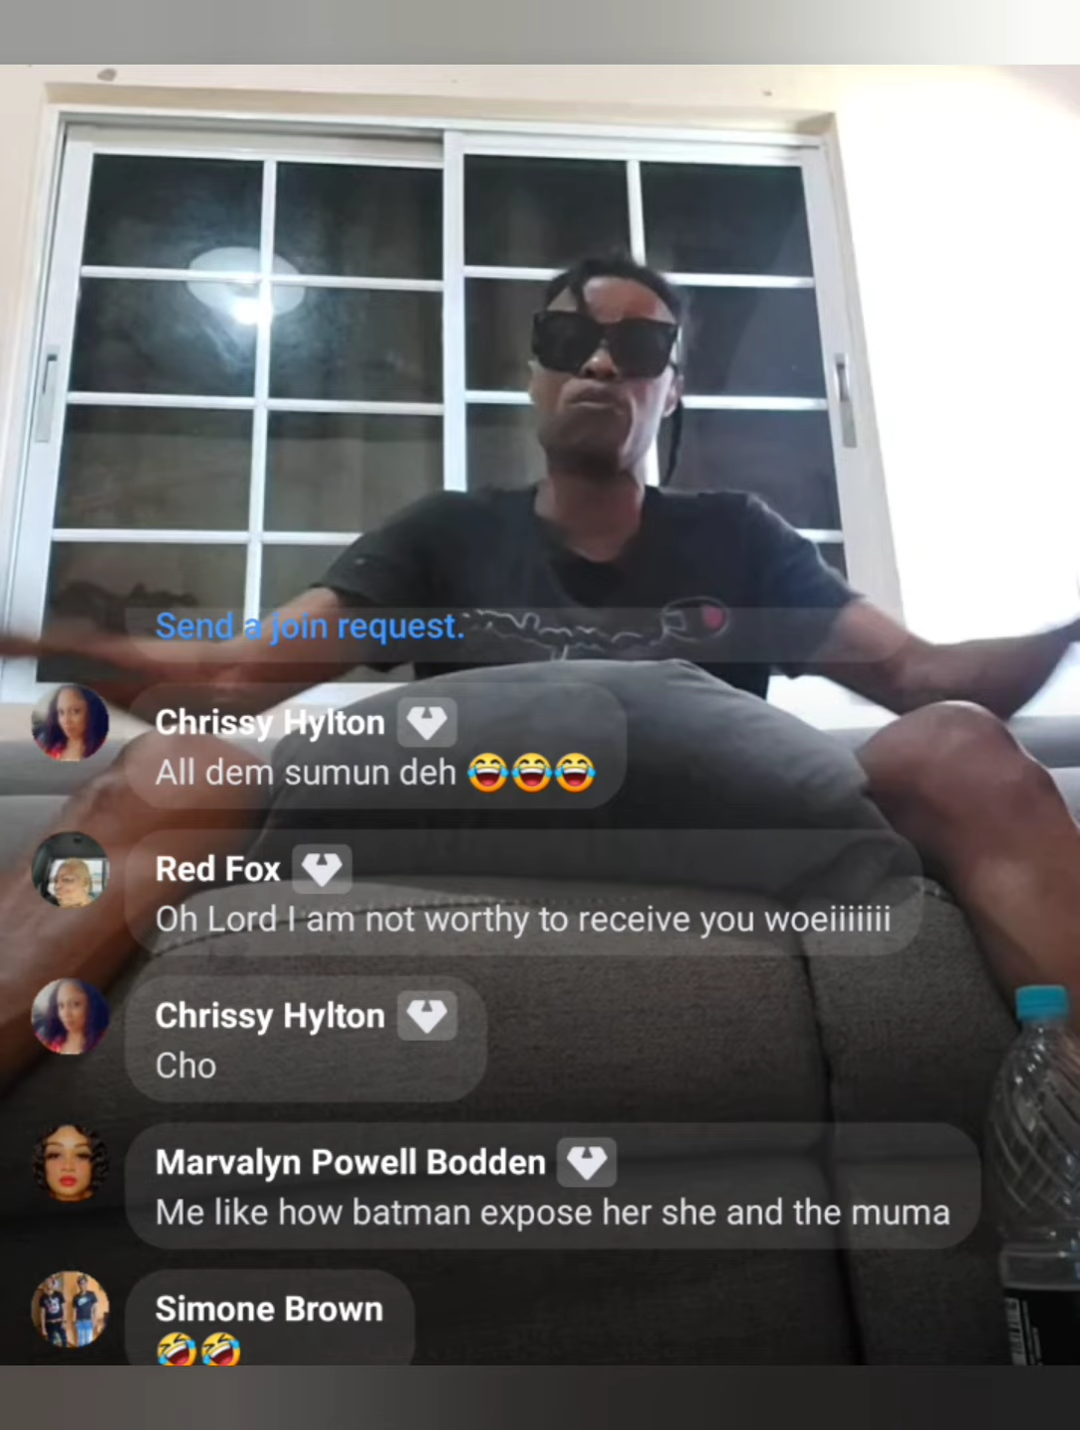 Send a join request.
Chrissy Hylton
All dem sumun deh 😂😂😂
Red Fox
Oh Lord I am not worthy to receive you woeiiiiiii
Chrissy Hylton
Cho
Marvalyn Powell Bodden
Me like how batman expose her she and the muma
Simone Brown
🤣🤣